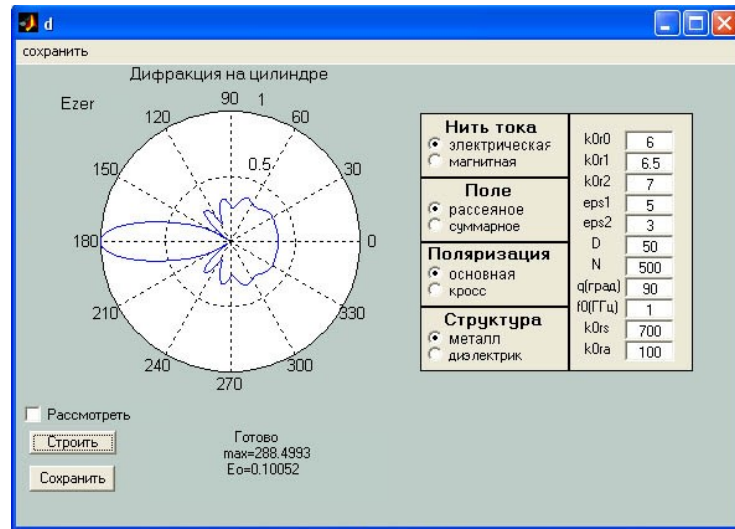 d
сохранить
Дифракция на цилиндре
Ezer
90 1
120 60
0.5
150 30
180 0
210 330
240 300
270
Нить тока
электрическая
магнитная
Поле
рассеяное
суммарное
Поляризация
основная
кросс
Структура
металл
диэлектрик
k0r0 6
k0r1 6.5
k0r2 7
eps1 5
eps2 3
D 50
N 500
q(град) 90
f0(ГГц) 1
k0rs 700
k0ra 100
Рассмотреть
Строить
Сохранить
Готово
max=288.4993
Eo=0.10052